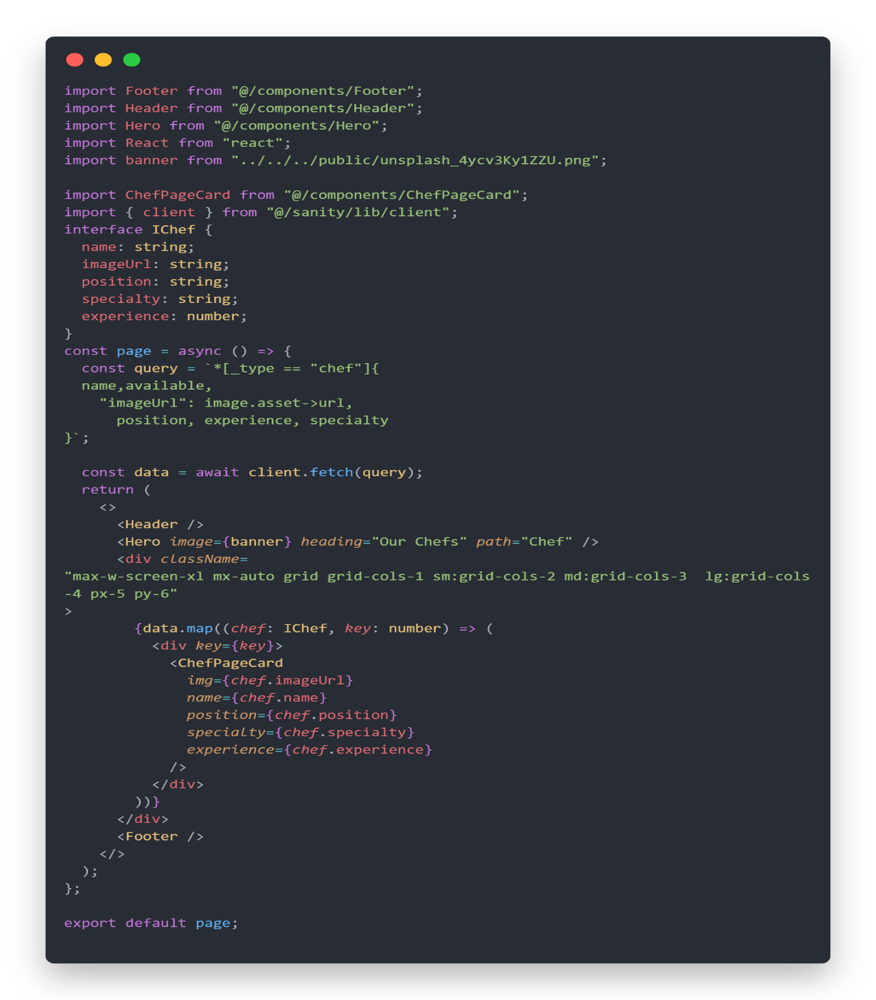 import Footer from "@/components/Footer";
import Header from "@/components/Header";
import Hero from "@/components/Hero";
import React from "react";
import banner from "../../../public/unsplash_4ycv3Ky1ZZU.png";

import ChefPageCard from "@/components/ChefPageCard";
import { client } from "@/sanity/lib/client";
interface IChef {
  name: string;
  imageUrl: string;
  position: string;
  specialty: string;
  experience: number;
}
const page = async () => {
  const query = `*[_type == "chef"]{
  name,available,
    "imageUrl": image.asset->url,
      position, experience, specialty
}`;

  const data = await client.fetch(query);
  return (
    <>
      <Header />
      <Hero image={banner} heading="Our Chefs" path="Chef" />
      <div className=
"max-w-screen-xl mx-auto grid grid-cols-1 sm:grid-cols-2 md:grid-cols-3  lg:grid-cols
-4 px-5 py-6"
>
        {data.map((chef: IChef, key: number) => (
          <div key={key}>
            <ChefPageCard
              img={chef.imageUrl}
              name={chef.name}
              position={chef.position}
              specialty={chef.specialty}
              experience={chef.experience}
            />
          </div>
        ))}
      </div>
      <Footer />
    </>
  );
};

export default page;